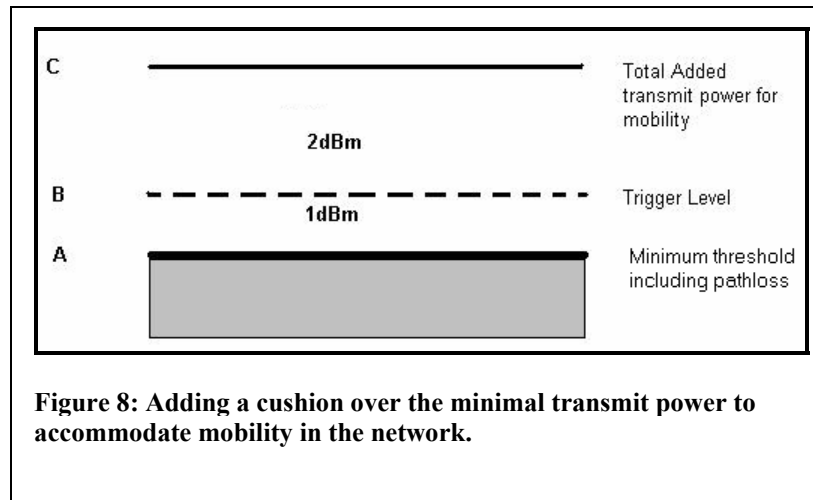 C
Total Added
transmit power for
mobility
2dBm
B
Trigger Level
1dBm
A
Minimum threshold
including pathloss
Figure 8: Adding a cushion over the minimal transmit power to
accommodate mobility in the network.